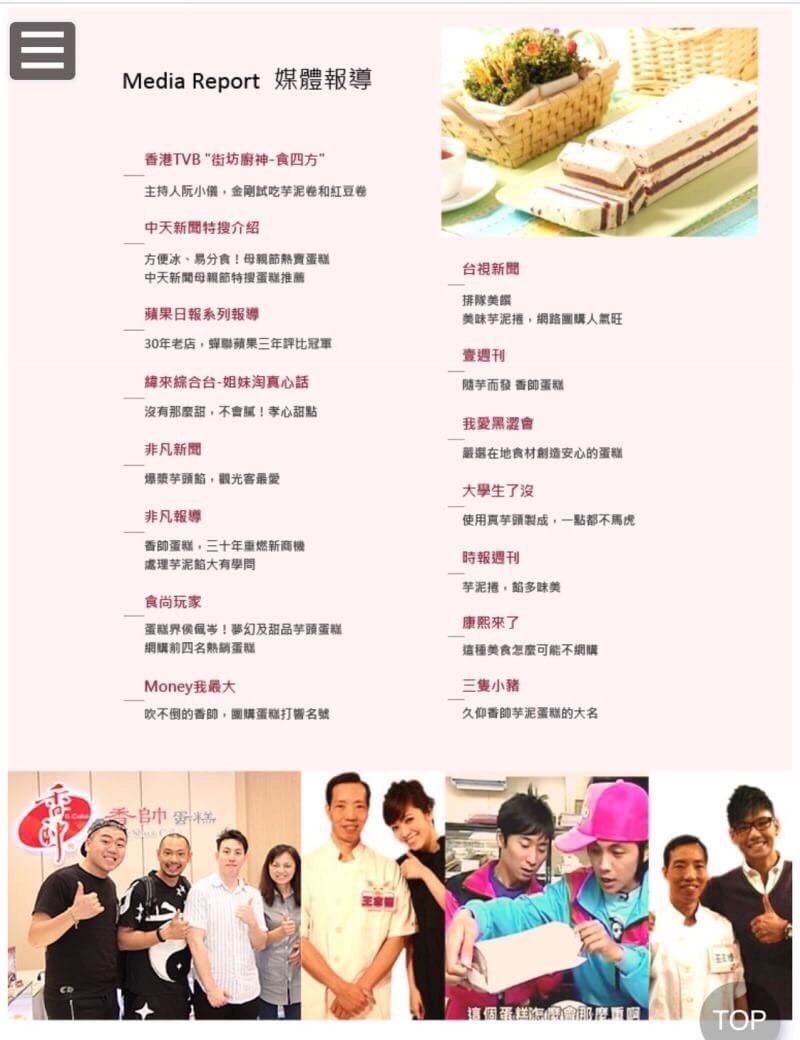 Media Report 媒體報導
香港TVB "街坊廚神-食四方"
主持人阮小儀，金剛試吃芋泥卷和紅豆卷
中天新聞特搜介紹
方便冰、易分食！母親節熱賣蛋糕
中天新聞母親節特搜蛋糕推薦
蘋果日報系列報導
30年老店，蟬聯蘋果三年評比冠軍
緯來綜合台-姐妹淘真心話
沒有那麼甜，不會膩！孝心甜點
非凡新聞
爆漿芋頭餡，觀光客最愛
非凡報導
香帥蛋糕，三十年重燃新商機
處理芋泥餡大有學問
食尚玩家
蛋糕界侯佩岑！夢幻及甜品芋頭蛋糕
網購前四名熱銷蛋糕
Money我最大
吹不倒的香帥，團購蛋糕打響名號
台視新聞
排隊美饌
美味芋泥捲，網路團購人氣旺
壹週刊
隨芋而發 香帥蛋糕
我愛黑澀會
嚴選在地食材創造安心的蛋糕
大學生了沒
使用真芋頭製成，一點都不馬虎
時報週刊
芋泥捲，餡多味美
康熙來了
這種美食怎麼可能不網購
三隻小豬
久仰香帥芋泥蛋糕的大名
香帥
香帥蛋糕
這個蛋糕怎麼會那麼重啊
TOP